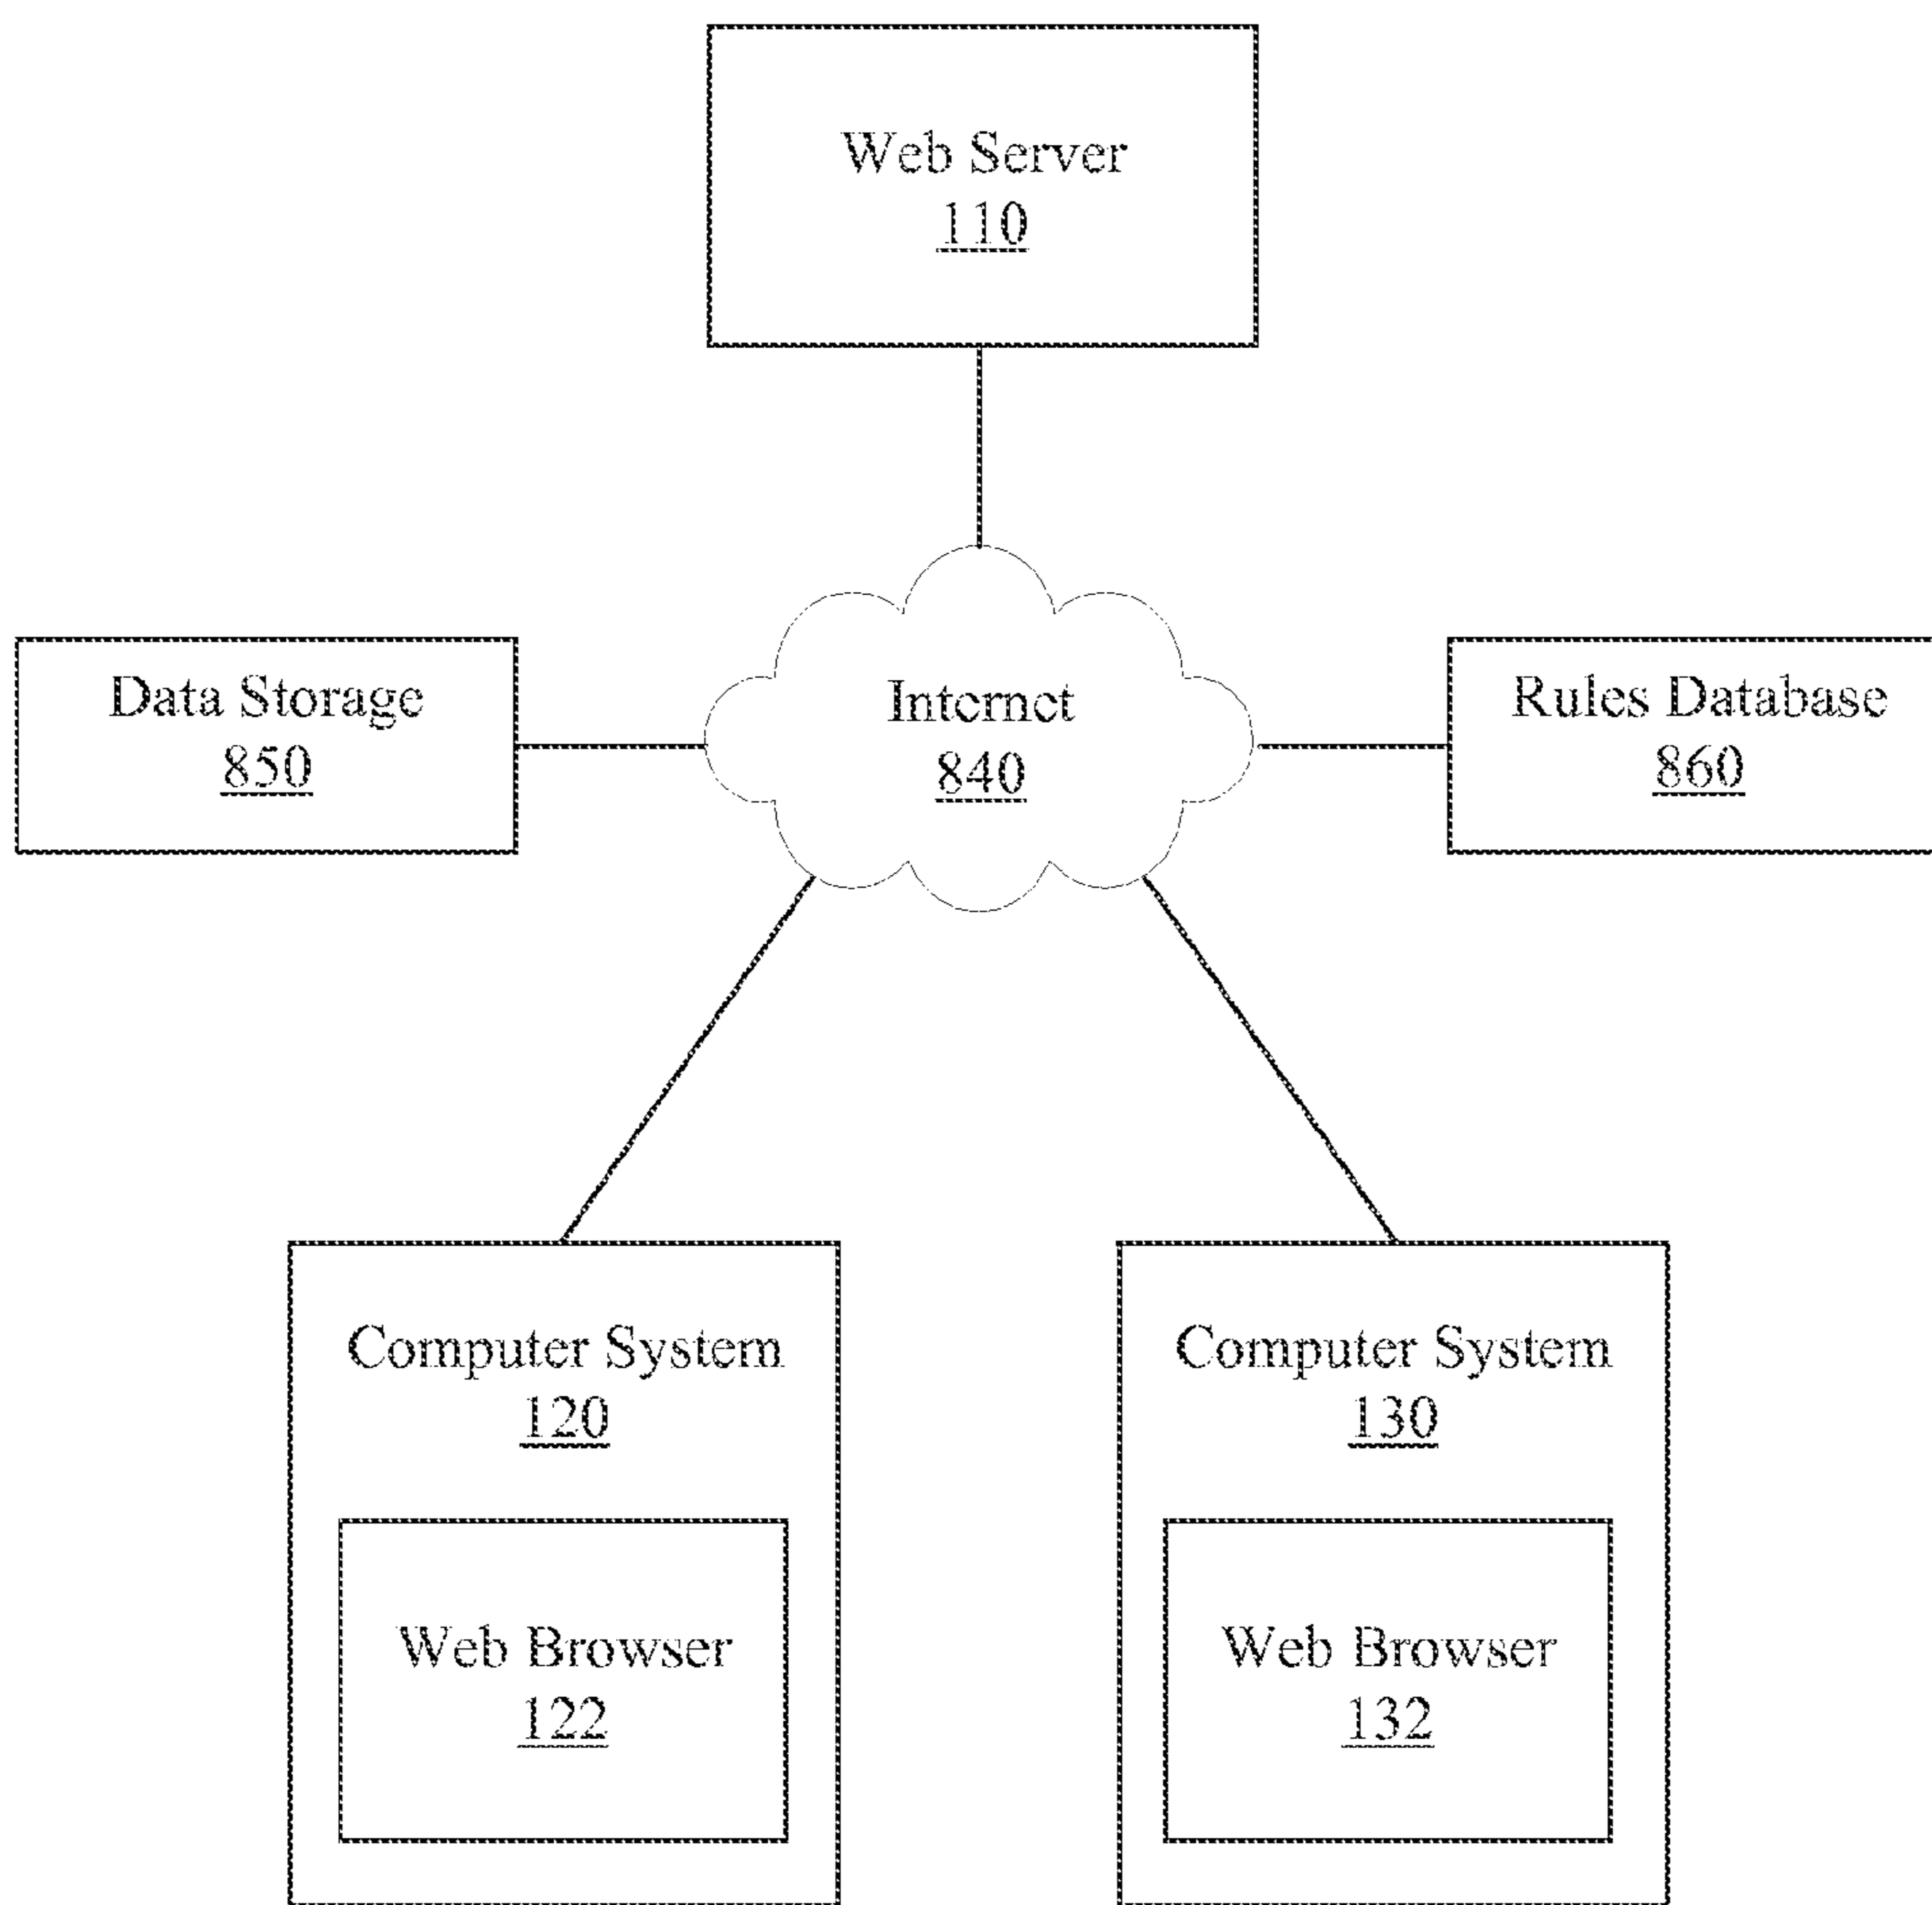 Web Server
110
Data Storage
850
Internet
840
Rules Database
860
Computer System
120
Computer System
130
Web Browser
122
Web Browser
132